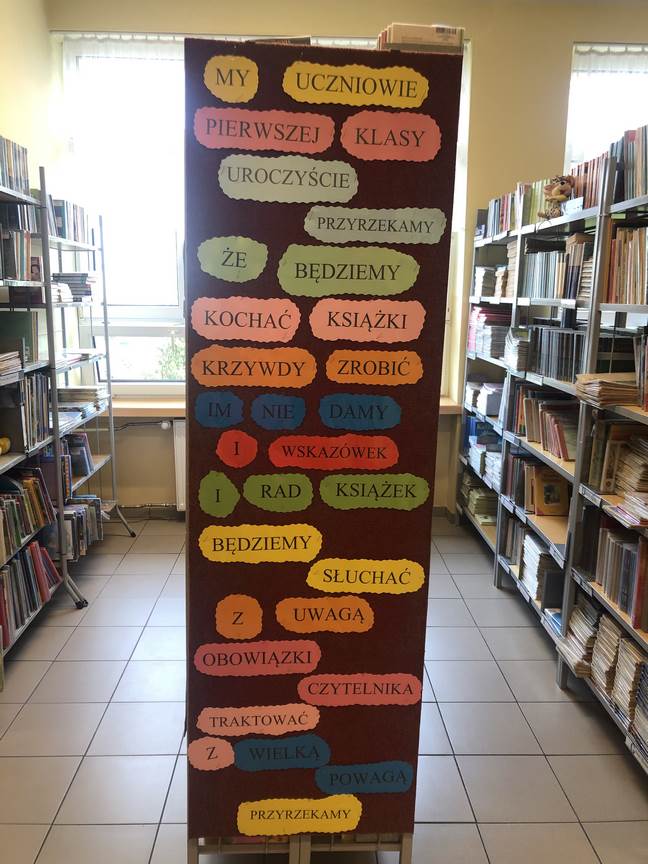 MY UCZNIOWIE
PIERWSZEJ KLASY
UROCZYŚCIE
PRZYRZEKAMY
ŻE BĘDZIEMY
KOCHAĆ KSIĄŻKI
KRZYWDY ZROBIĆ
IM NIE DAMY
I WSKAZÓWEK
I RAD KSIĄŻEK
BĘDZIEMY
SŁUCHAĆ
Z UWAGĄ
OBOWIĄZKI
CZYTELNIKA
TRAKTOWAĆ
Z WIELKĄ
POWAGĄ
PRZYRZEKAMY